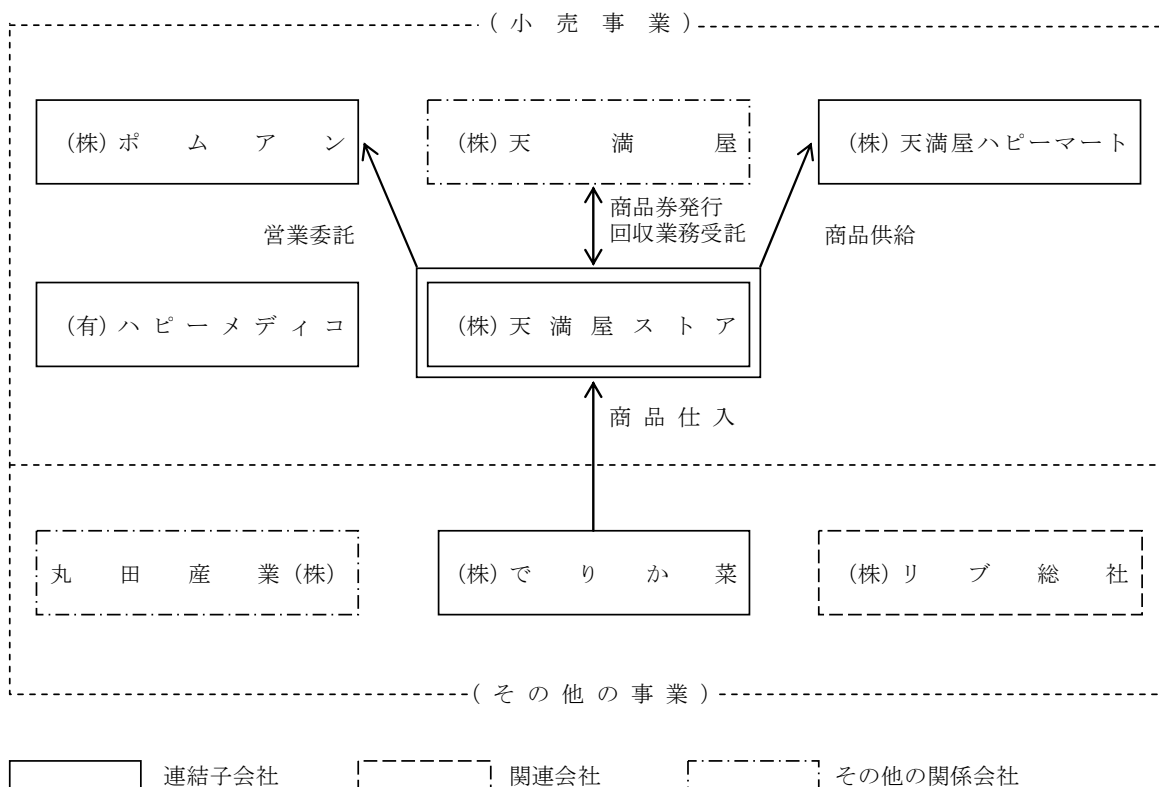 (小売事業)
(株)ポムアン
(株)天満屋
(株)天満屋ハピーマート
営業委託
商品券発行
回収業務受託
商品供給
(有)ハピーメディコ
(株)天満屋ストア
商品仕入
丸田産業(株)
(株)でりか菜
(株)リブ総社
(その他の事業)
連結子会社
関連会社
その他の関係会社